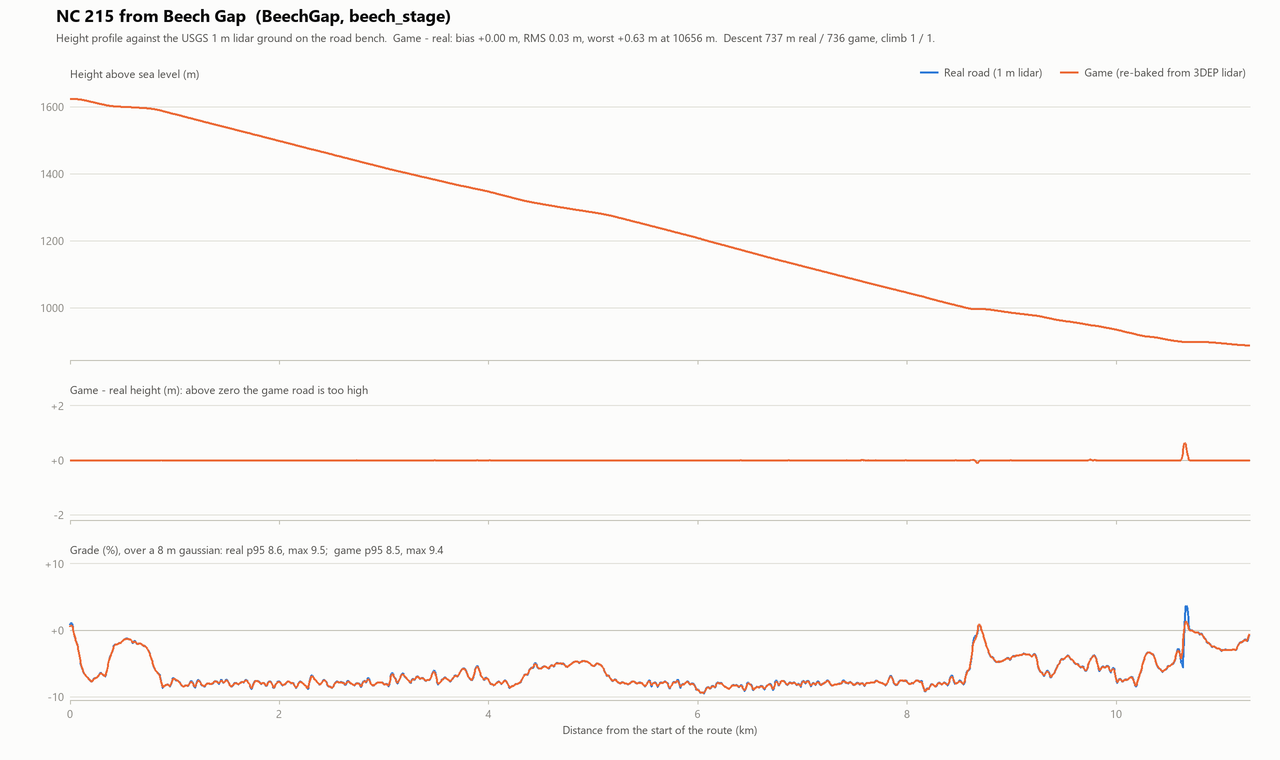 NC 215 from Beech Gap (BeechGap, beech_stage)
Height profile against the USGS 1 m lidar ground on the road bench. Game - real: bias +0.00 m, RMS 0.03 m, worst +0.63 m at 10656 m. Descent 737 m real / 736 game, climb 1 / 1.
Height above sea level (m)
Real road (1 m lidar)
Game (re-baked from 3DEP lidar)
1600
1400
1200
1000
Game - real height (m): above zero the game road is too high
+2
+0
-2
Grade (%), over a 8 m gaussian: real p95 8.6, max 9.5; game p95 8.5, max 9.4
+10
+0
-10
0 2 4 6 8 10
Distance from the start of the route (km)